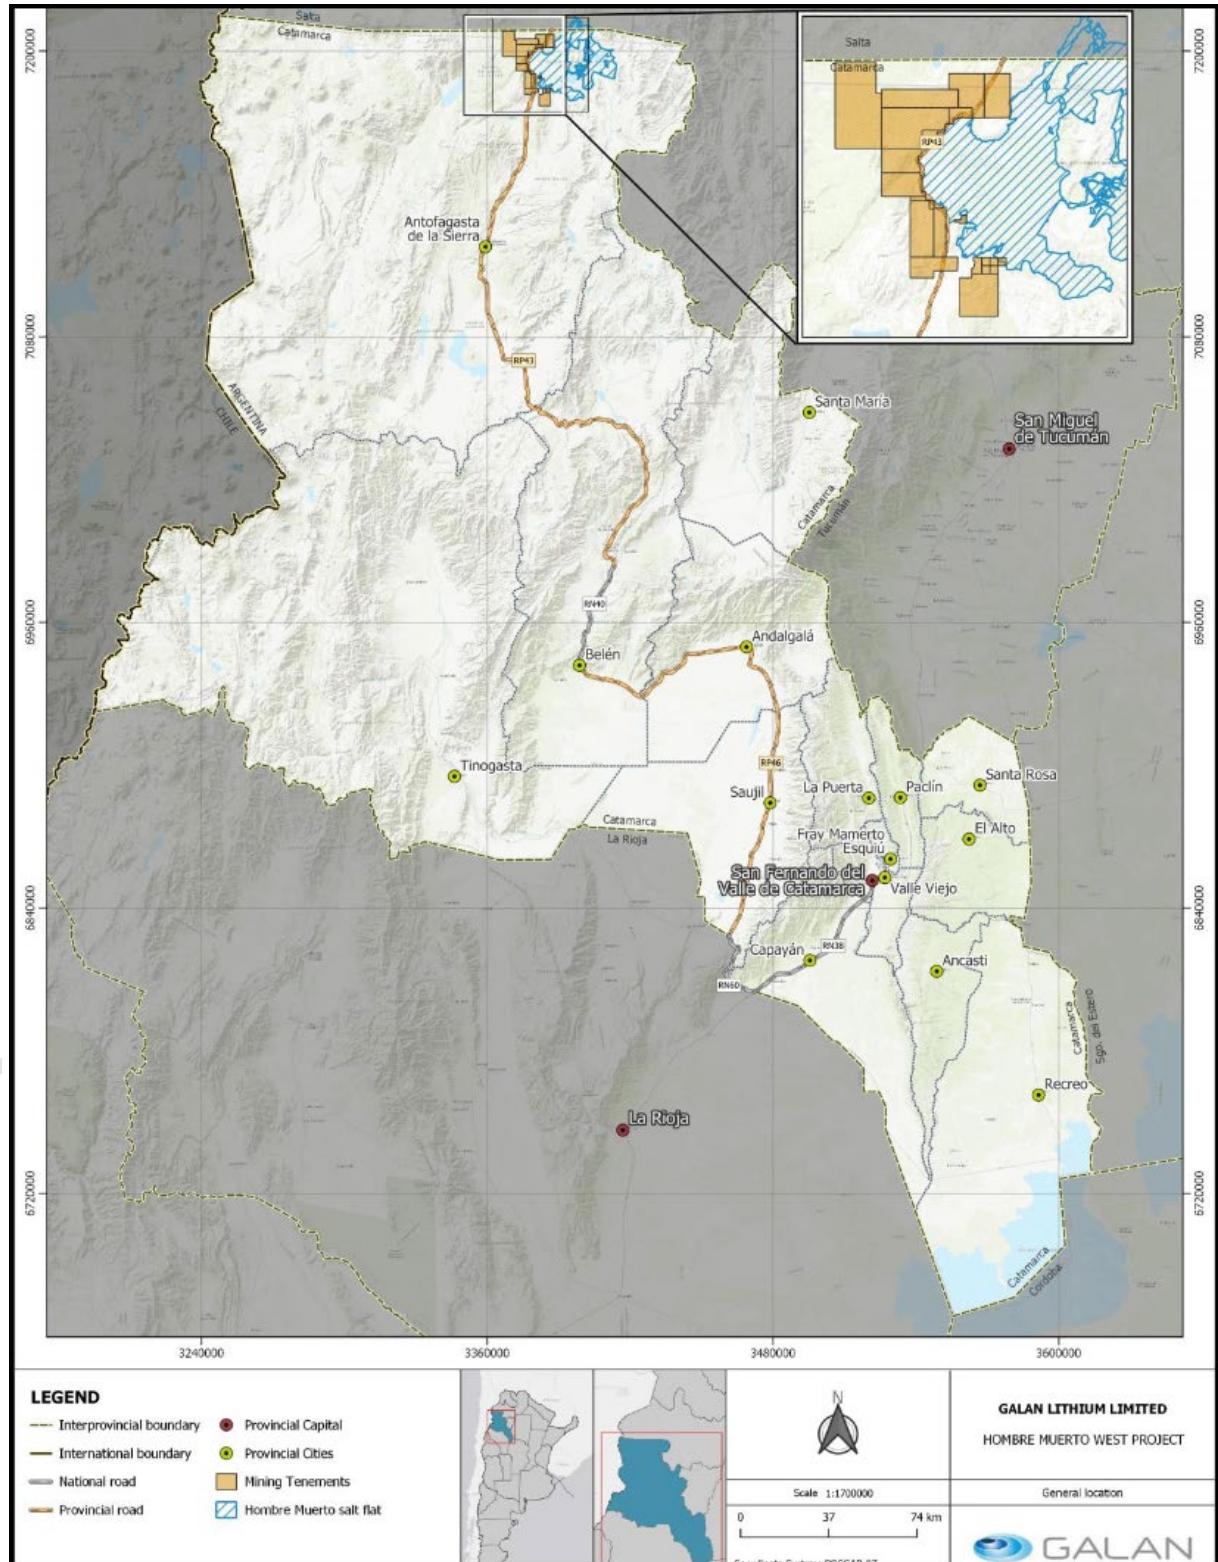 Salta
Catamarca
Salta
Catamarca
RP43
7200000
7200000
Antofagasta
de la Sierra
7080000
7080000
RP43
ARGENTINA
CHILE
Santa María
San Miguel
de Tucumán
Catamarca
Tucumán
RN40
6960000
6960000
Andalgalá
Belén
Tinogasta
RP46
Saujil
La Puerta
Paclín
Santa Rosa
Catamarca
La Rioja
Fray Mamerto
Esquiú
El Alto
San Fernando del
Valle de Catamarca
Valle Viejo
6840000
6840000
Capayán
RN38
RN60
Ancasti
Catamarca
Sgo. del Estero
Recreo
La Rioja
6720000
6720000
Catamarca
Córdoba
3240000
3360000
3480000
3600000
LEGEND
Interprovincial boundary
International boundary
National road
Provincial road
Provincial Capital
Provincial Cities
Mining Tenements
Hombre Muerto salt flat
N
Scale 1:1700000
0 37 74 km
GALAN LITHIUM LIMITED
HOMBRE MUERTO WEST PROJECT
General location
GALAN